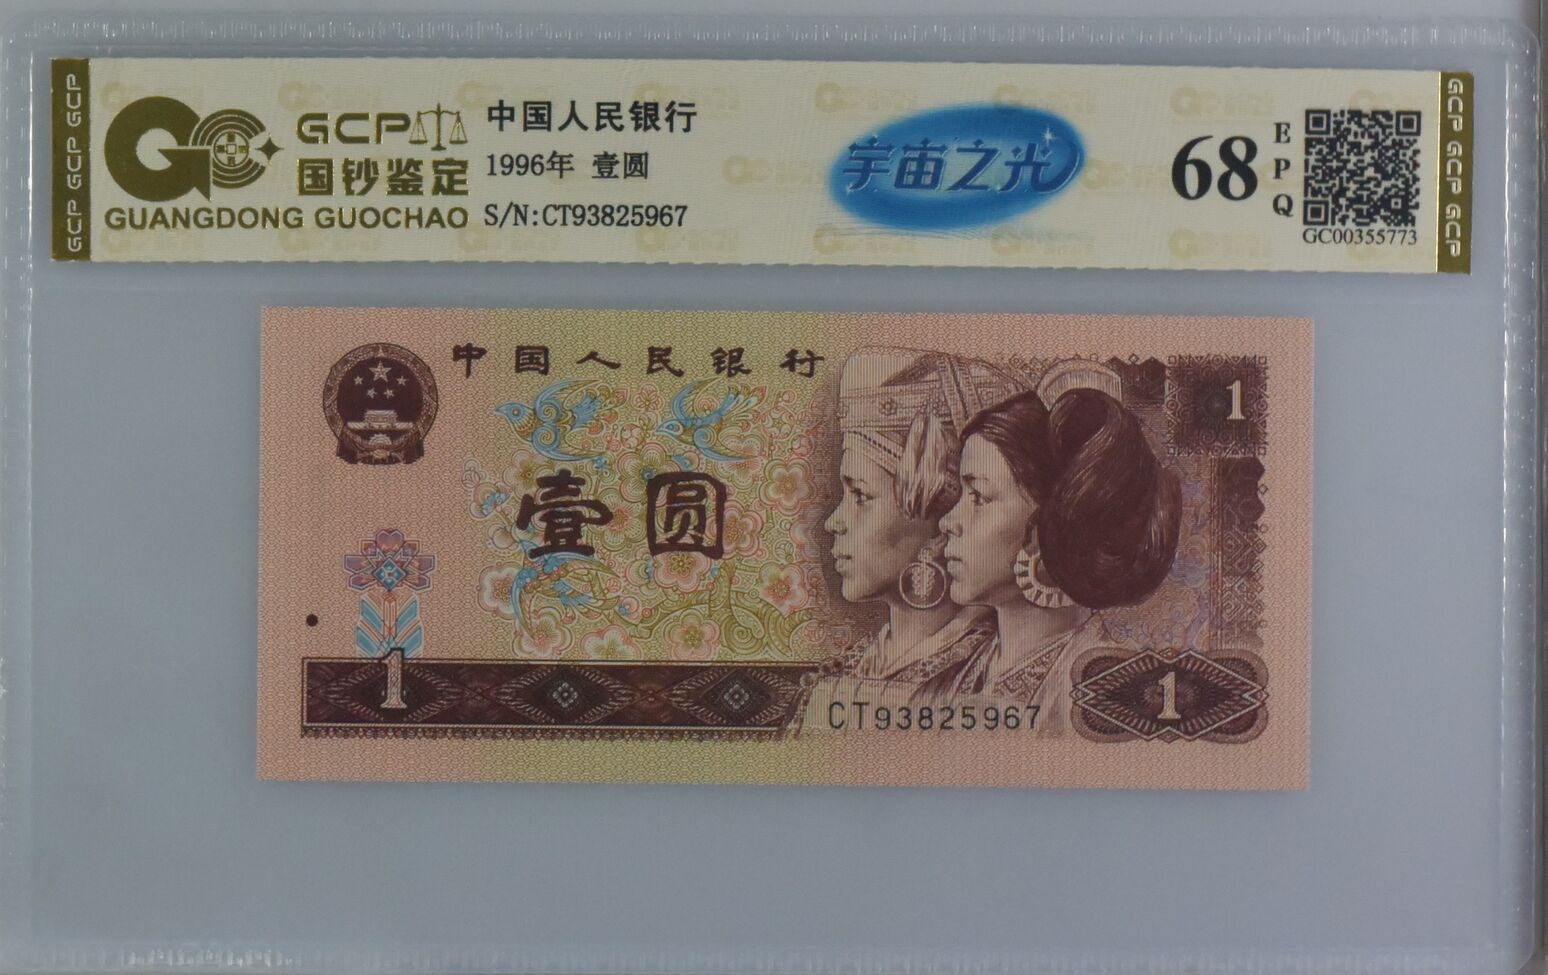 GCP GCP GCP
GCP
国钞鉴定
GUANGDONG GUOCHAO
中国人民银行
1996年 壹圆
S/N:CT93825967
宇宙之光
68
EPQ
GC00355773
GCP GCP GCP
中国人民银行
1
壹圆
1
CT93825967
1